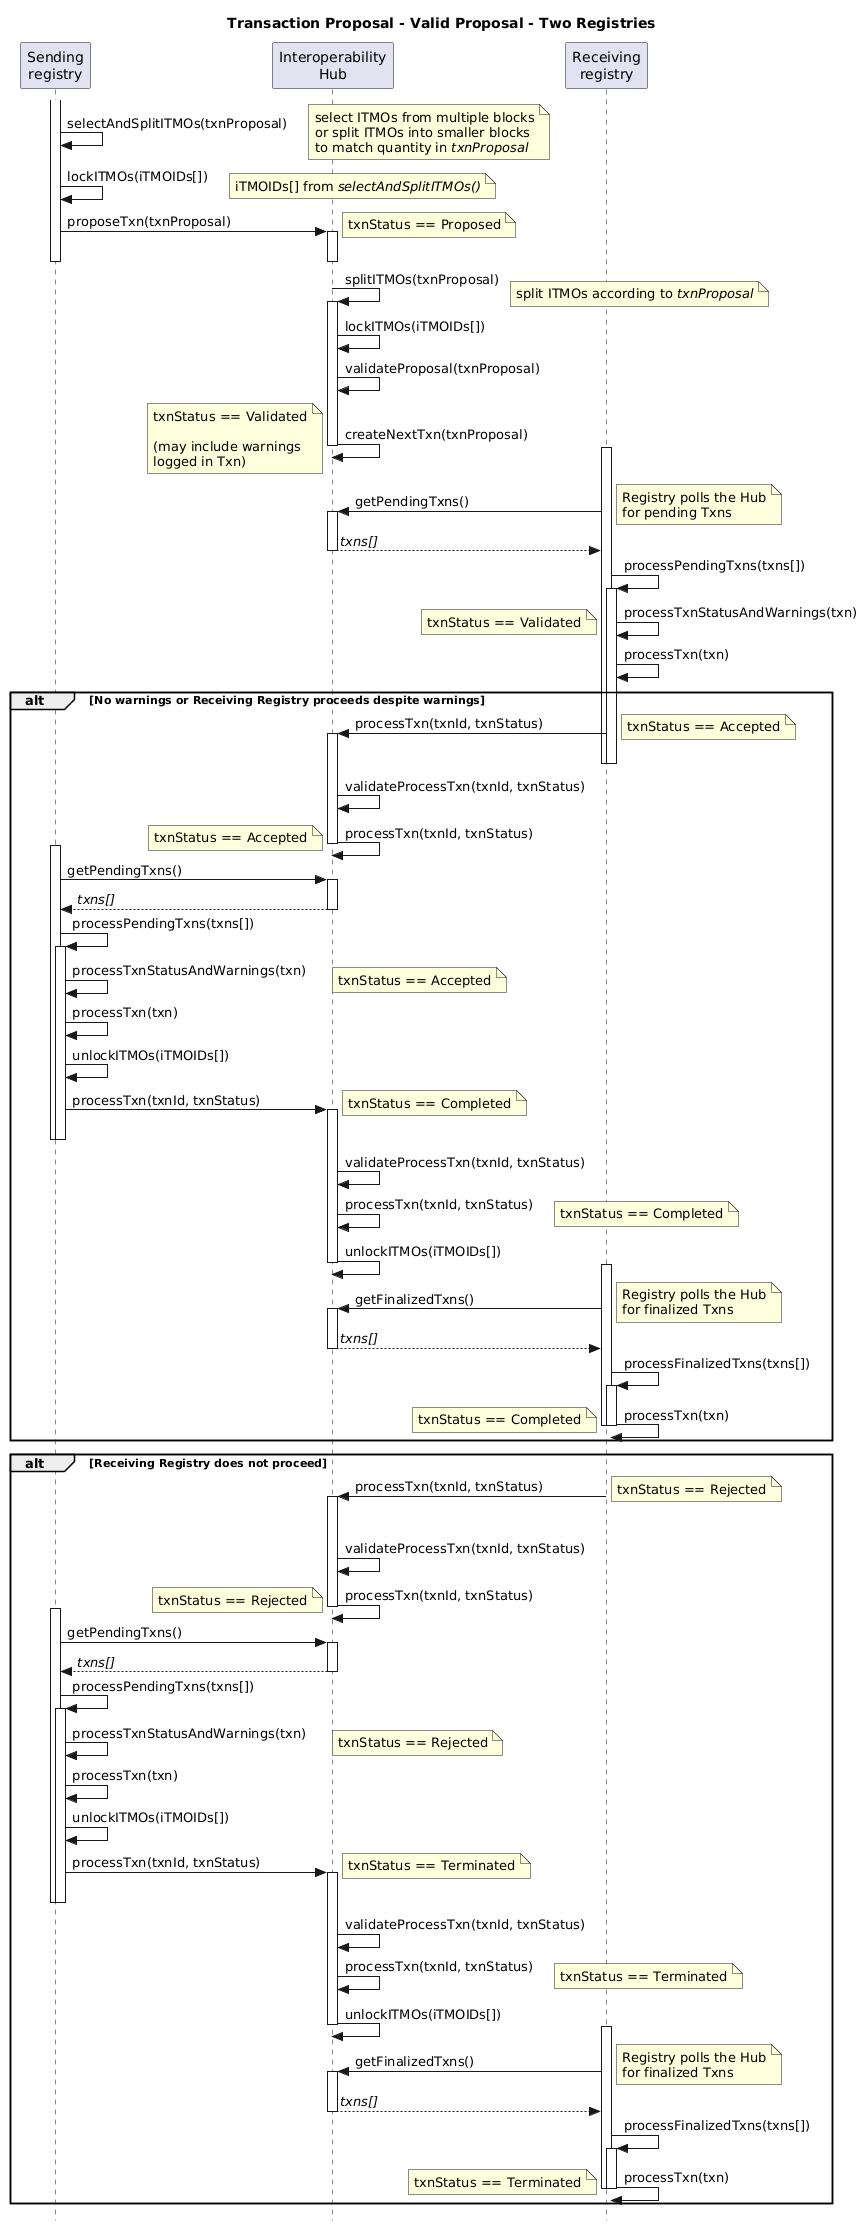 Transaction Proposal - Valid Proposal - Two Registries
Sending
registry
Interoperability
Hub
Receiving
registry
selectAndSplitITMOs(txnProposal)
select ITMOs from multiple blocks
or split ITMOs into smaller blocks
to match quantity in txnProposal
lockITMOs(iTMOIDs[])
iTMOIDs[] from selectAndSplitITMOs()
proposeTxn(txnProposal)
txnStatus == Proposed
splitITMOs(txnProposal)
split ITMOs according to txnProposal
lockITMOs(iTMOIDs[])
validateProposal(txnProposal)
txnStatus == Validated
(may include warnings
logged in Txn)
createNextTxn(txnProposal)
getPendingTxns()
Registry polls the Hub
for pending Txns
txns[]
processPendingTxns(txns[])
processTxnStatusAndWarnings(txn)
txnStatus == Validated
processTxn(txn)
alt [No warnings or Receiving Registry proceeds despite warnings]
processTxn(txnId, txnStatus)
txnStatus == Accepted
validateProcessTxn(txnId, txnStatus)
txnStatus == Accepted
processTxn(txnId, txnStatus)
getPendingTxns()
txns[]
processPendingTxns(txns[])
processTxnStatusAndWarnings(txn)
txnStatus == Accepted
processTxn(txn)
unlockITMOs(iTMOIDs[])
processTxn(txnId, txnStatus)
txnStatus == Completed
validateProcessTxn(txnId, txnStatus)
processTxn(txnId, txnStatus)
txnStatus == Completed
unlockITMOs(iTMOIDs[])
getFinalizedTxns()
Registry polls the Hub
for finalized Txns
txns[]
processFinalizedTxns(txns[])
txnStatus == Completed
processTxn(txn)
alt [Receiving Registry does not proceed]
processTxn(txnId, txnStatus)
txnStatus == Rejected
validateProcessTxn(txnId, txnStatus)
txnStatus == Rejected
processTxn(txnId, txnStatus)
getPendingTxns()
txns[]
processPendingTxns(txns[])
processTxnStatusAndWarnings(txn)
txnStatus == Rejected
processTxn(txn)
unlockITMOs(iTMOIDs[])
processTxn(txnId, txnStatus)
txnStatus == Terminated
validateProcessTxn(txnId, txnStatus)
processTxn(txnId, txnStatus)
txnStatus == Terminated
unlockITMOs(iTMOIDs[])
getFinalizedTxns()
Registry polls the Hub
for finalized Txns
txns[]
processFinalizedTxns(txns[])
txnStatus == Terminated
processTxn(txn)